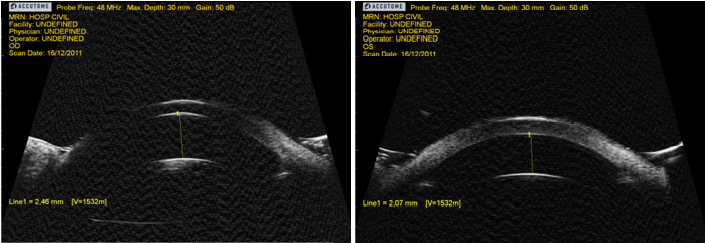 ACCUTOME Probe Freq: 48 MHz Max. Depth: 30 mm Gain: 50 dB
MRN: HOSP CIVIL
Facility: UNDEFINED
Physician: UNDEFINED
Operator: UNDEFINED
OD
Scan Date: 16/12/2011
Line1 = 2,46 mm [V=1532m]
ACCUTOME Probe Freq: 48 MHz Max. Depth: 30 mm Gain: 50 dB
MRN: HOSP CIVIL
Facility: UNDEFINED
Physician: UNDEFINED
Operator: UNDEFINED
OS
Scan Date: 16/12/2011
Line1 = 2,07 mm [V=1532m]